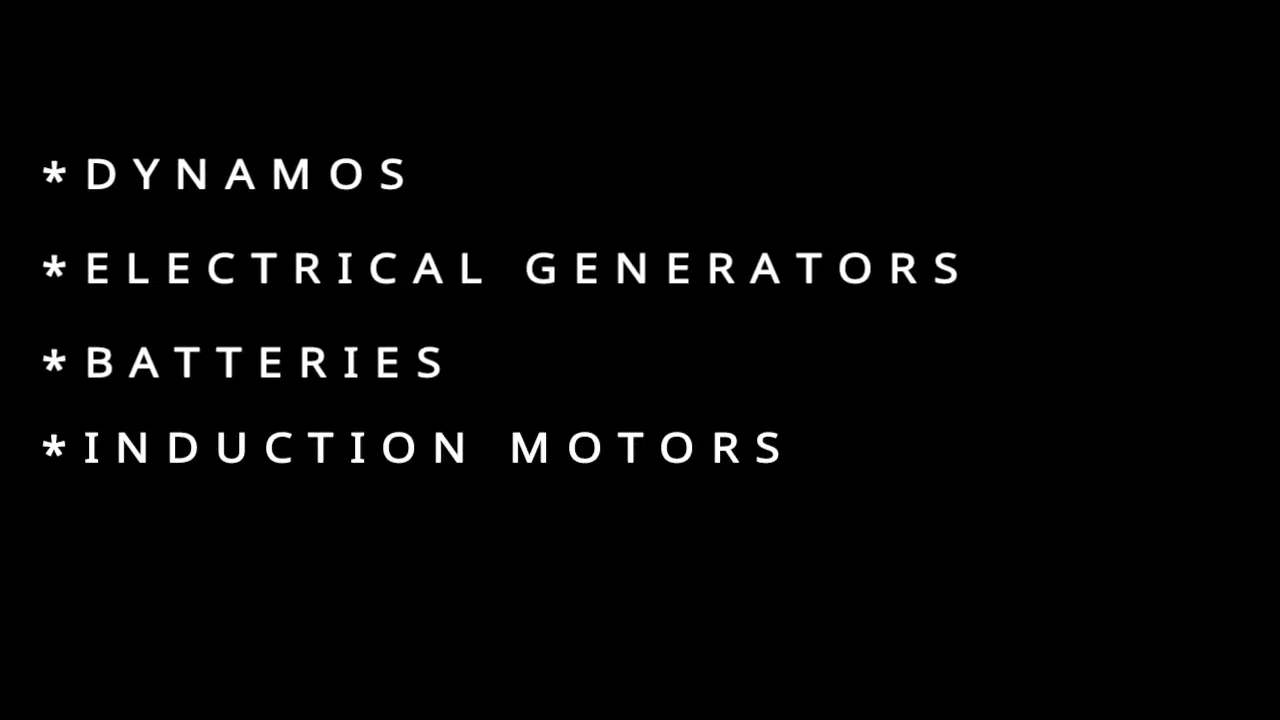 *DYNAMOS
*ELECTRICAL GENERATORS
*BATTERIES
*INDUCTION MOTORS